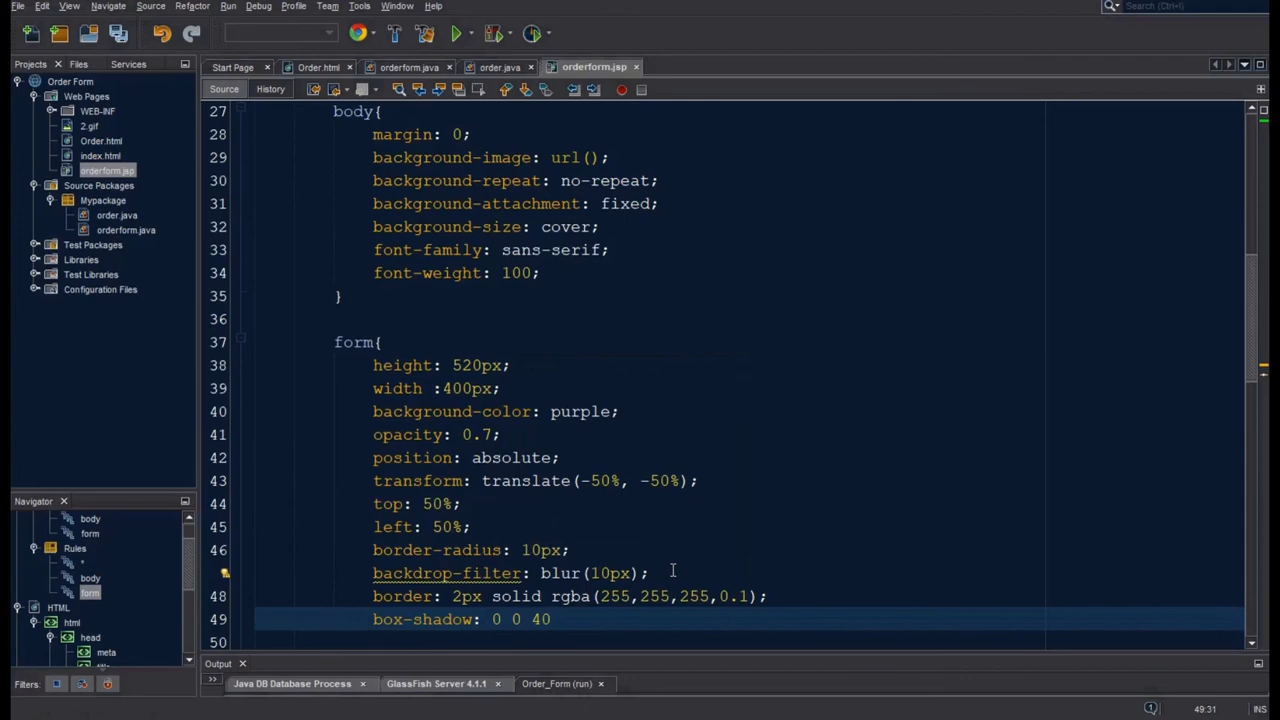 File Edit View Navigate Source Refactor Run Debug Profile Team Tools Window Help
Search (Ctrl+I)
Projects Files Services
Start Page Order.html orderform.java order.java orderform.jsp
Source History
Order Form
Web Pages
WEB-INF
2.gif
Order.html
index.html
orderform.jsp
Source Packages
Mypackage
order.java
orderform.java
Test Packages
Libraries
Test Libraries
Configuration Files
27 body{
28 margin: 0;
29 background-image: url();
30 background-repeat: no-repeat;
31 background-attachment: fixed;
32 background-size: cover;
33 font-family: sans-serif;
34 font-weight: 100;
35 }
36
37 form{
38 height: 520px;
39 width :400px;
40 background-color: purple;
41 opacity: 0.7;
42 position: absolute;
43 transform: translate(-50%, -50%);
44 top: 50%;
45 left: 50%;
46 border-radius: 10px;
47 backdrop-filter: blur(10px);
48 border: 2px solid rgba(255,255,255,0.1);
49 box-shadow: 0 0 40
50
Navigator
body
form
Rules
*
body
form
HTML
html
head
meta
Filters:
Output
Java DB Database Process GlassFish Server 4.1.1 Order_Form (run)
1 49:31 INS